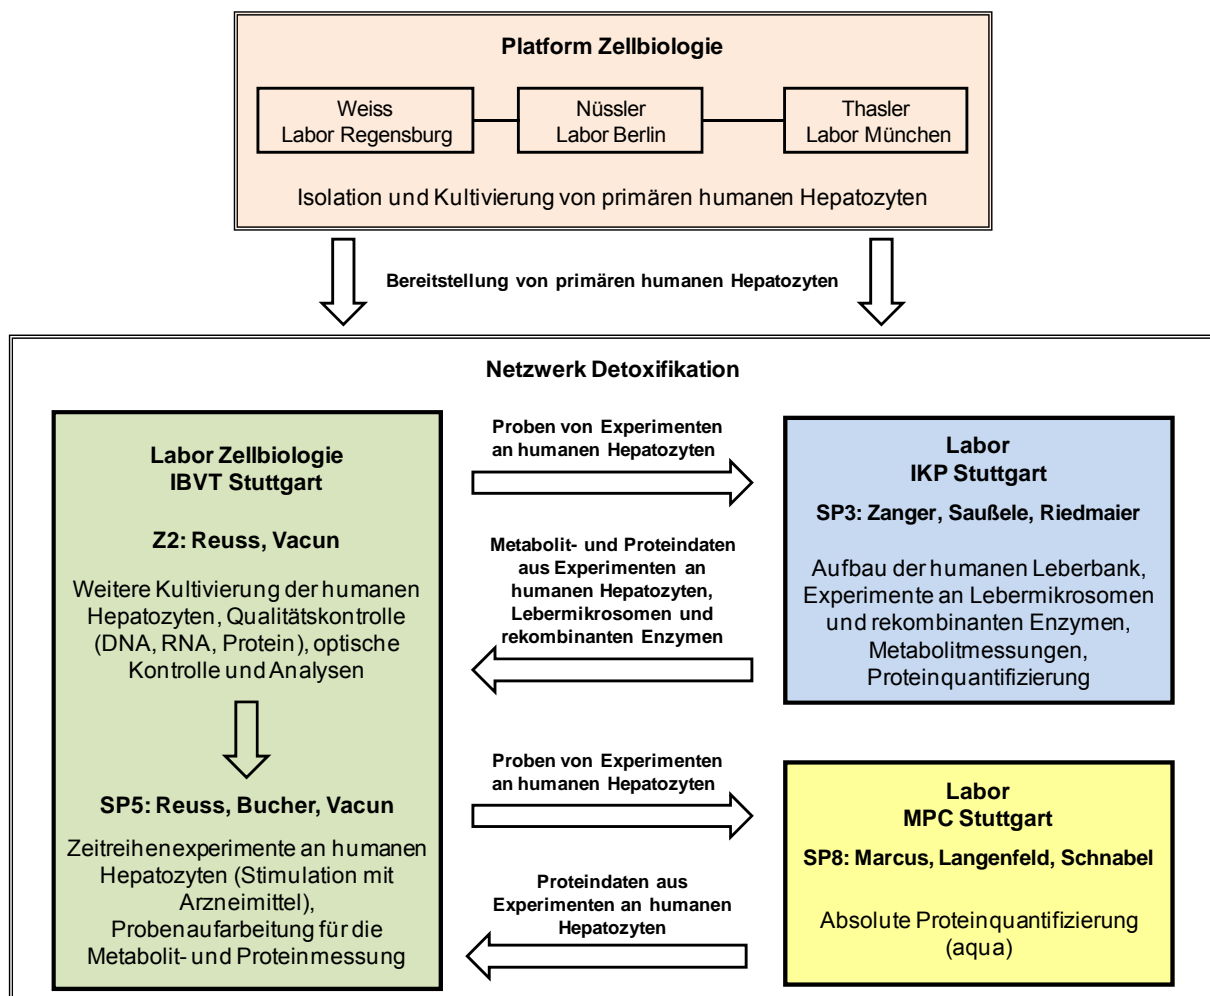 Platform Zellbiologie
Weiss
Labor Regensburg
Nüssler
Labor Berlin
Thasler
Labor München
Isolation und Kultivierung von primären humanen Hepatozyten
Bereitstellung von primären humanen Hepatozyten
Netzwerk Detoxifikation
Labor Zellbiologie
IBVT Stuttgart
Z2: Reuss, Vacun
Weitere Kultivierung der humanen
Hepatozyten, Qualitätskontrolle
(DNA, RNA, Protein), optische
Kontrolle und Analysen
SP5: Reuss, Bucher, Vacun
Zeitreihenexperimente an humanen
Hepatozyten (Stimulation mit
Arzneimittel),
Probenaufarbeitung für die
Metabolit- und Proteinmessung
Proben von Experimenten
an humanen Hepatozyten
Metabolit- und Proteindaten
aus Experimenten an
humanen Hepatozyten,
Lebermikrosomen und
rekombinanten Enzymen
Proben von Experimenten
an humanen Hepatozyten
Proteindaten aus
Experimenten an humanen
Hepatozyten
Labor
IKP Stuttgart
SP3: Zanger, Saußele, Riedmaier
Aufbau der humanen Leberbank,
Experimente an Lebermikrosomen
und rekombinanten Enzymen,
Metabolitmessungen,
Proteinquantifizierung
Labor
MPC Stuttgart
SP8: Marcus, Langenfeld, Schnabel
Absolute Proteinquantifizierung
(aqua)